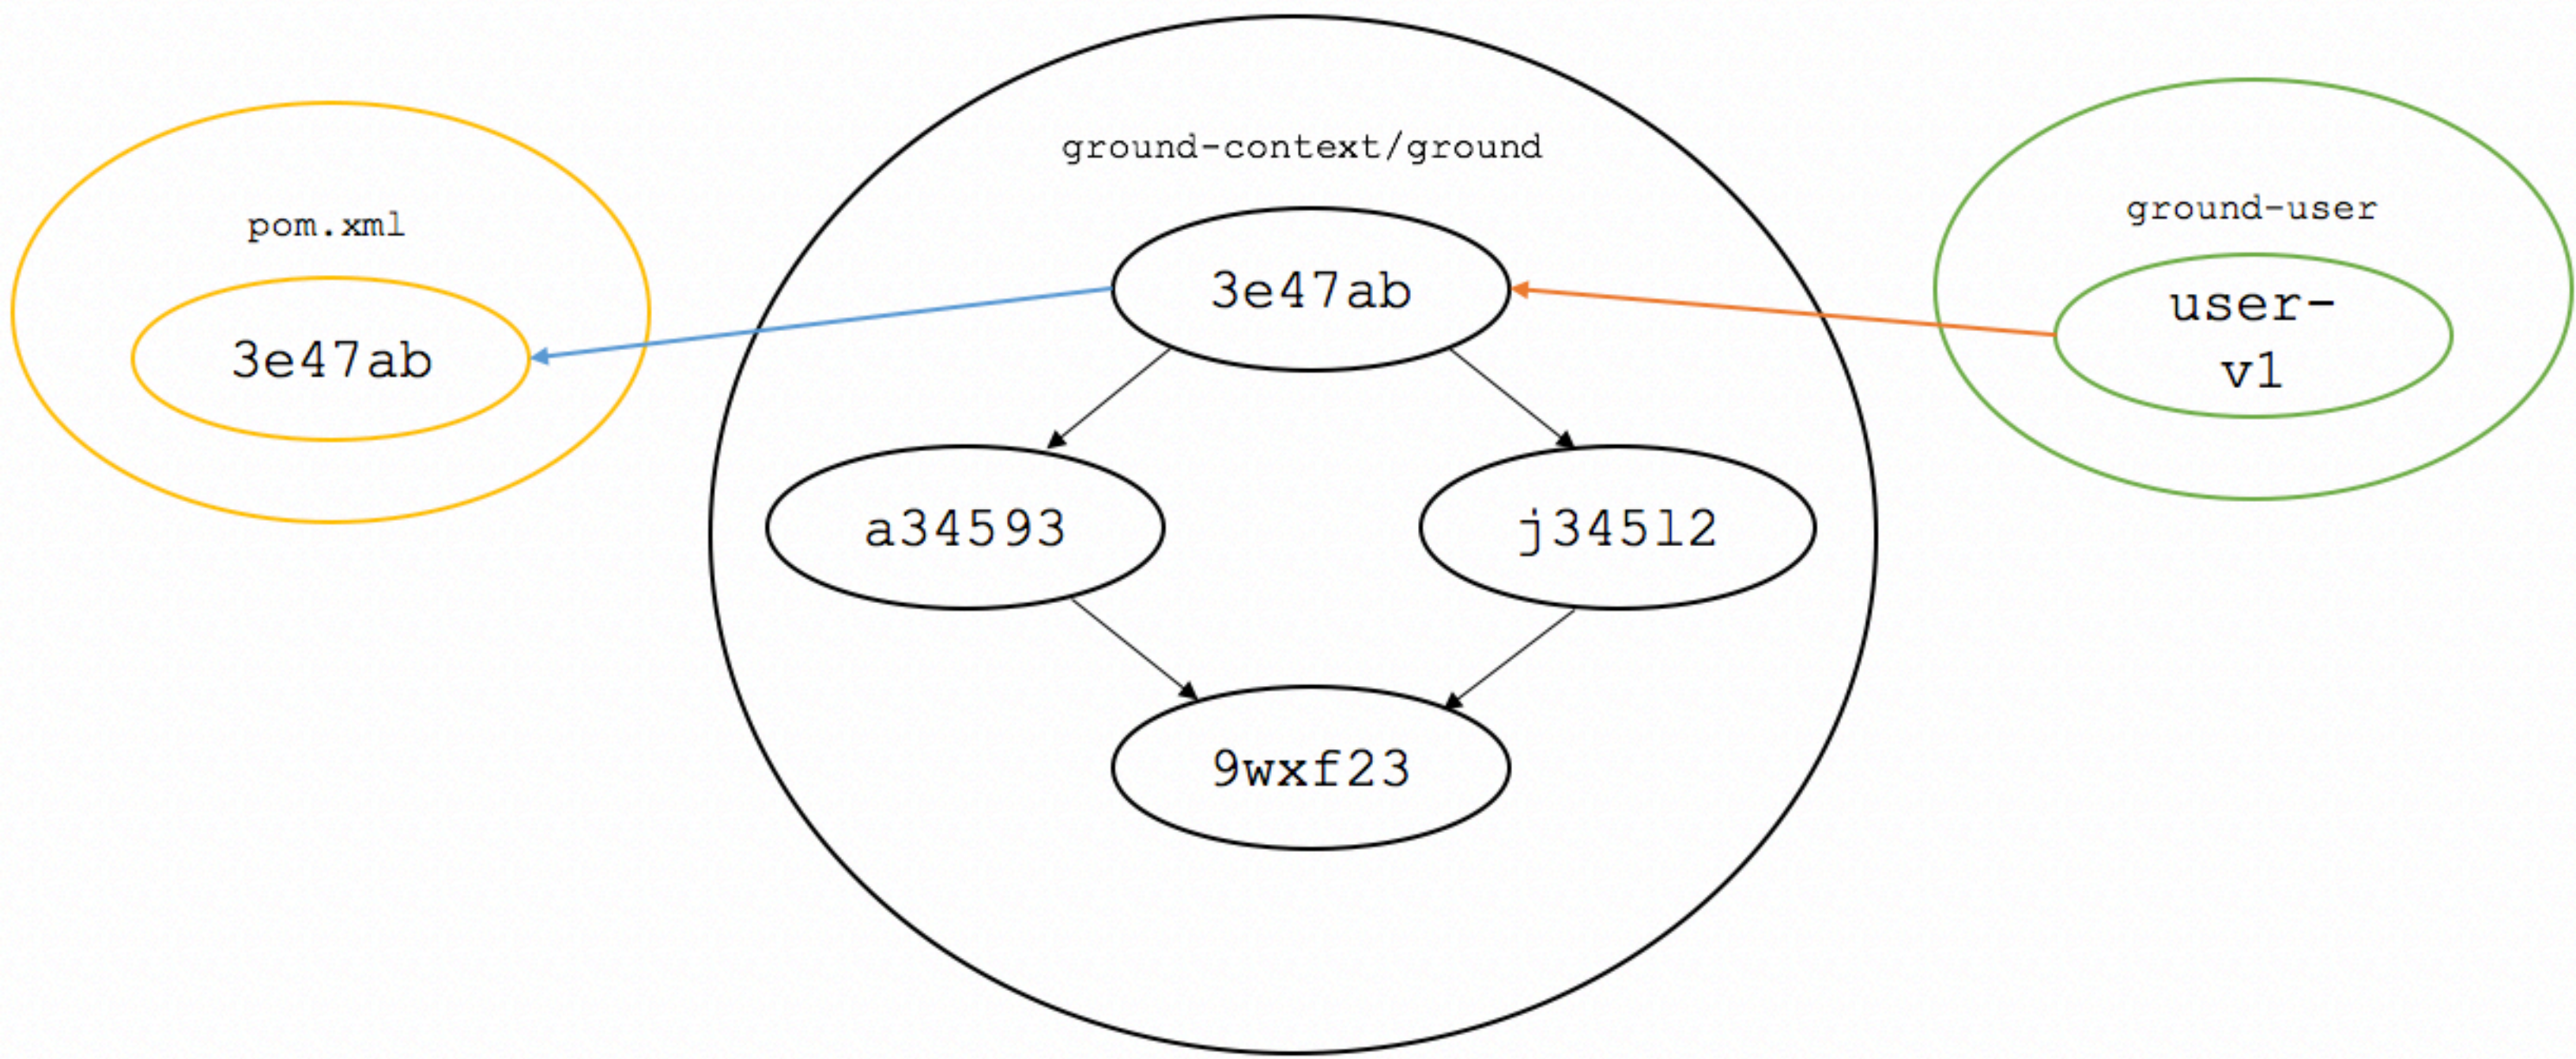 pom.xml
3e47ab
ground-context/ground
3e47ab
a34593
j34512
9wxf23
ground-user
user-
v1